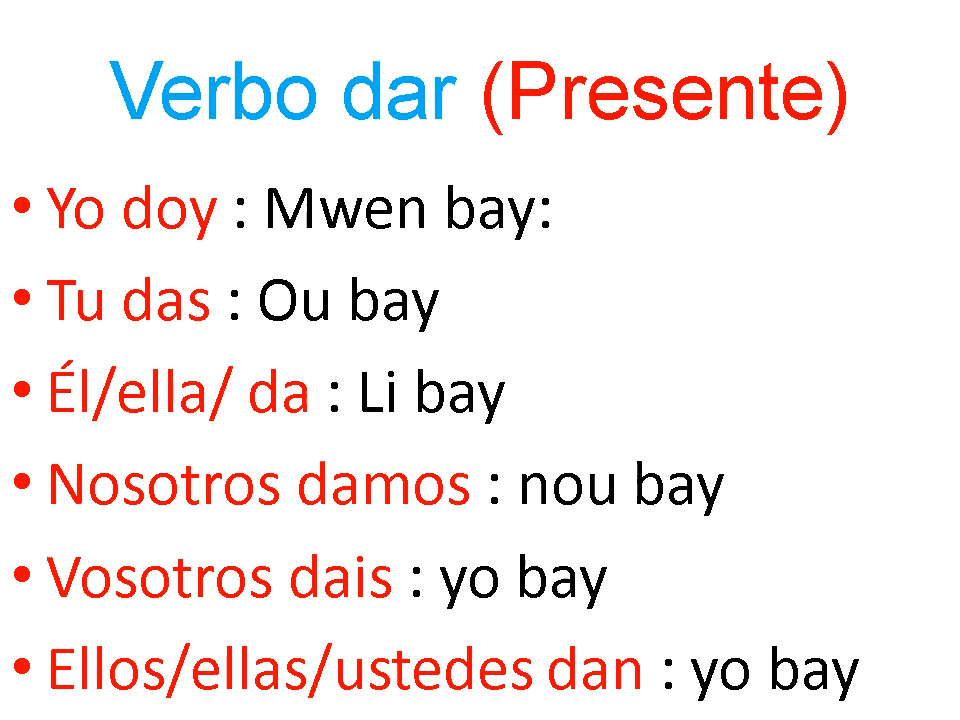 Verbo dar (Presente)
• Yo doy : Mwen bay:
• Tu das : Ou bay
• Él/ella/ da : Li bay
• Nosotros damos : nou bay
• Vosotros dais : yo bay
• Ellos/ellas/ustedes dan : yo bay